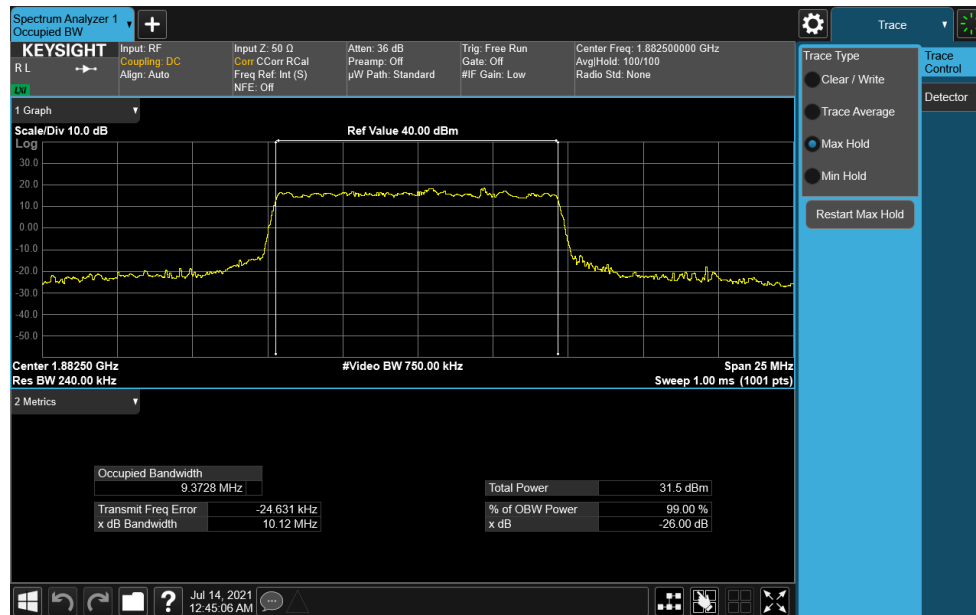 Spectrum Analyzer 1
Occupied BW
+
Trace
KEYSIGHT
R L
LXI
Input: RF
Coupling: DC
Align: Auto
Input Z: 50 Ω
Corr CCorr RCal
Freq Ref: Int (S)
NFE: Off
Atten: 36 dB
Preamp: Off
µW Path: Standard
Trig: Free Run
Gate: Off
#IF Gain: Low
Center Freq: 1.882500000 GHz
Avg|Hold: 100/100
Radio Std: None
Trace Type
Clear / Write
Trace Average
Max Hold
Min Hold
Restart Max Hold
Trace Control
Detector
1 Graph
Scale/Div 10.0 dB
Ref Value 40.00 dBm
Log
30.0
20.0
10.0
0.00
-10.0
-20.0
-30.0
-40.0
-50.0
Center 1.88250 GHz
#Video BW 750.00 kHz
Span 25 MHz
Res BW 240.00 kHz
Sweep 1.00 ms (1001 pts)
2 Metrics
Occupied Bandwidth
9.3728 MHz
Total Power 31.5 dBm
Transmit Freq Error -24.631 kHz
% of OBW Power 99.00 %
x dB Bandwidth 10.12 MHz
x dB -26.00 dB
?
Jul 14, 2021
12:45:06 AM